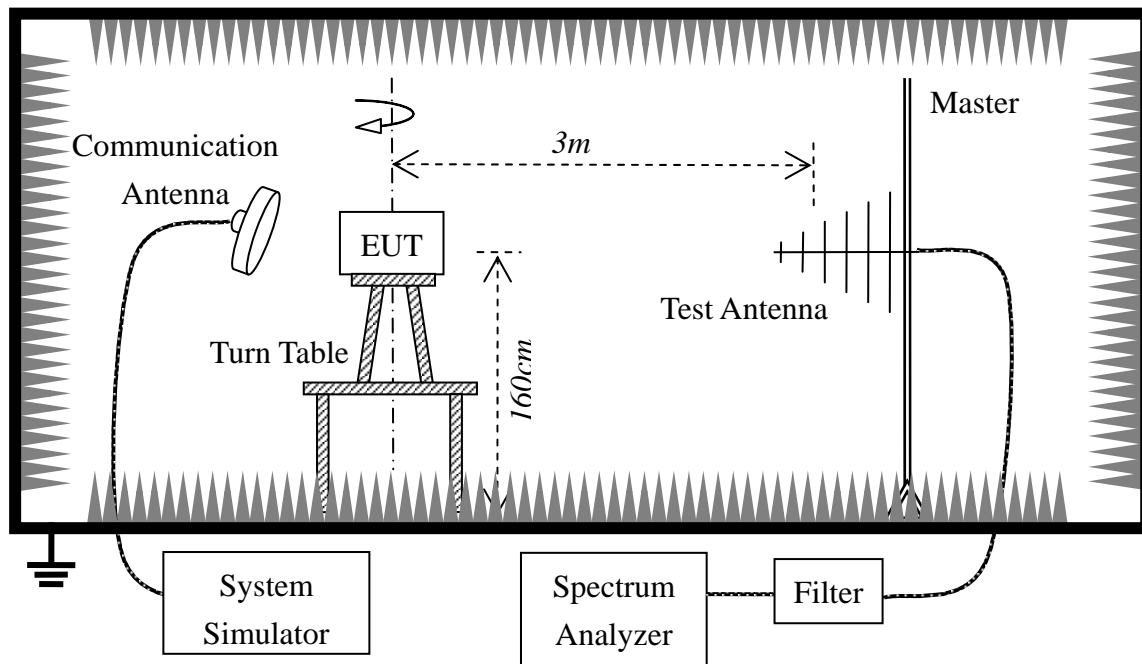 Master
3m
Communication
Antenna
EUT
Test Antenna
Turn Table
160cm
System
Simulator
Spectrum
Analyzer
Filter